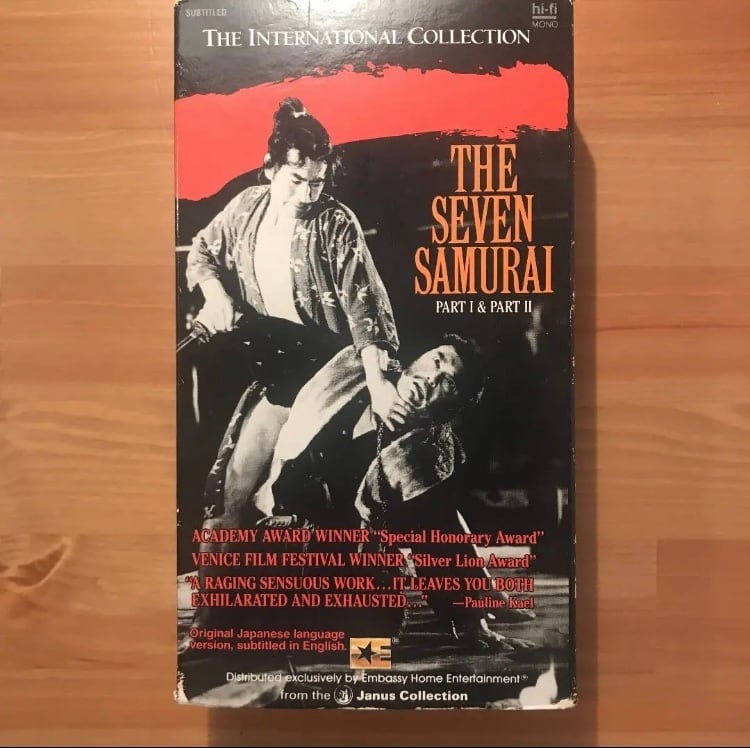 SUBTITLED
hi-fi
MONO
THE INTERNATIONAL COLLECTION
THE
SEVEN
SAMURAI
PART I & PART II
ACADEMY AWARD WINNER "Special Honorary Award"
VENICE FILM FESTIVAL WINNER "Silver Lion Award"
"A RAGING SENSUOUS WORK...IT LEAVES YOU BOTH
EXHILARATED AND EXHAUSTED..." —Pauline Kael
Original Japanese language
version, subtitled in English.
E
Distributed exclusively by Embassy Home Entertainment®
from the Janus Collection